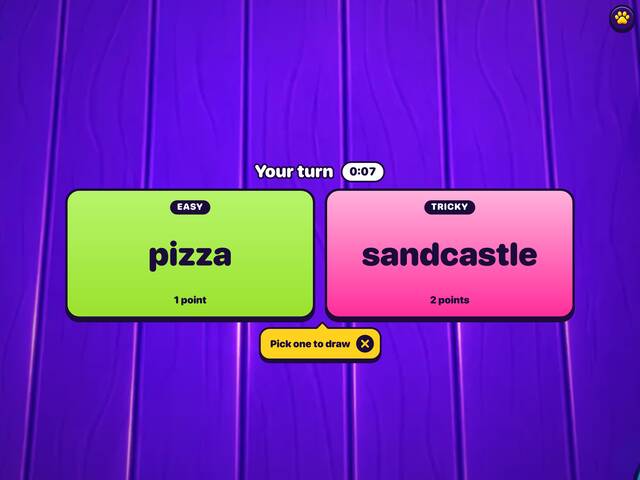 Your turn 0:07
EASY
pizza
1 point
TRICKY
sandcastle
2 points
Pick one to draw